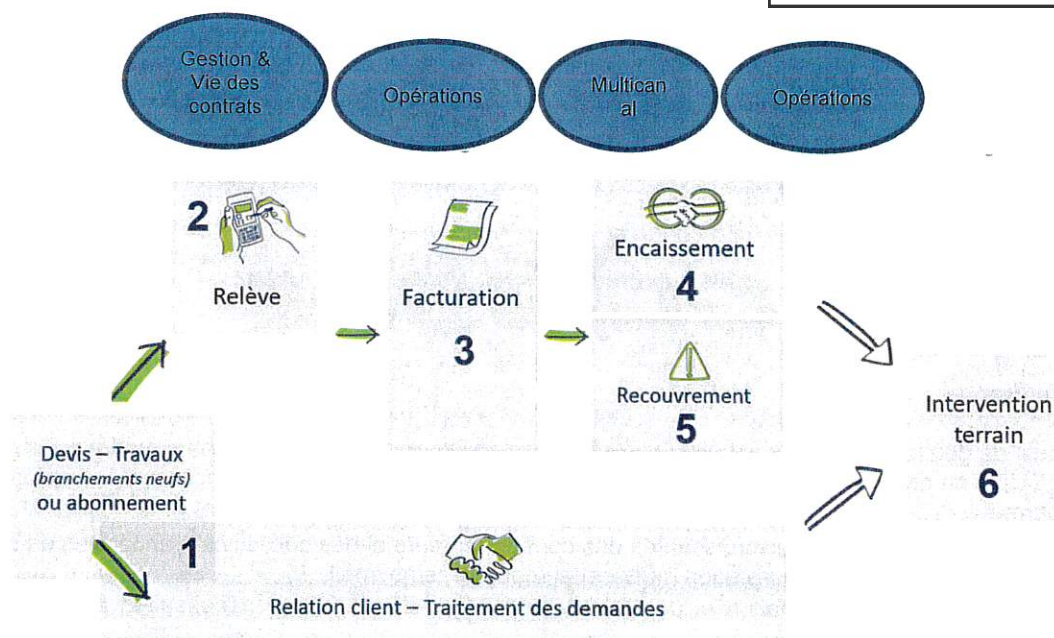 Gestion &
Vie des
contrats
Opérations
Multican
al
Opérations
2
Relève
Facturation
3
Encaissement
4
Recouvrement
5
Intervention
terrain
6
Devis – Travaux
(branchements neufs)
ou abonnement
1
Relation client – Traitement des demandes